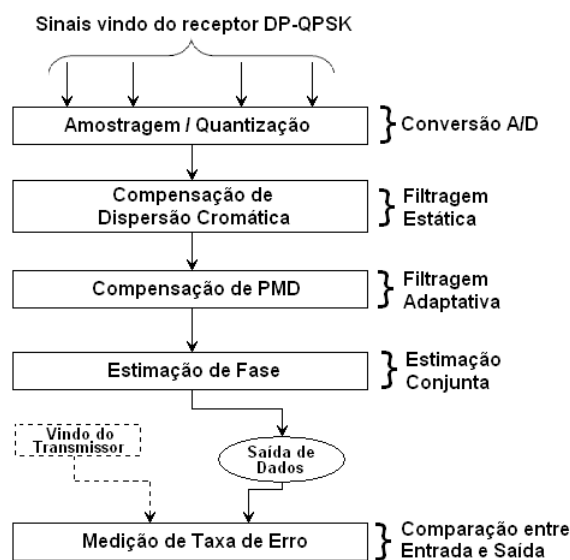 Sinais vindo do receptor DP-QPSK
Amostragem / Quantização
Conversão A/D
Compensação de
Dispersão Cromática
Filtragem
Estática
Compensação de PMD
Filtragem
Adaptativa
Estimação de Fase
Estimação
Conjunta
Vindo do
Transmissor
Saída de
Dados
Medição de Taxa de Erro
Comparação entre
Entrada e Saída